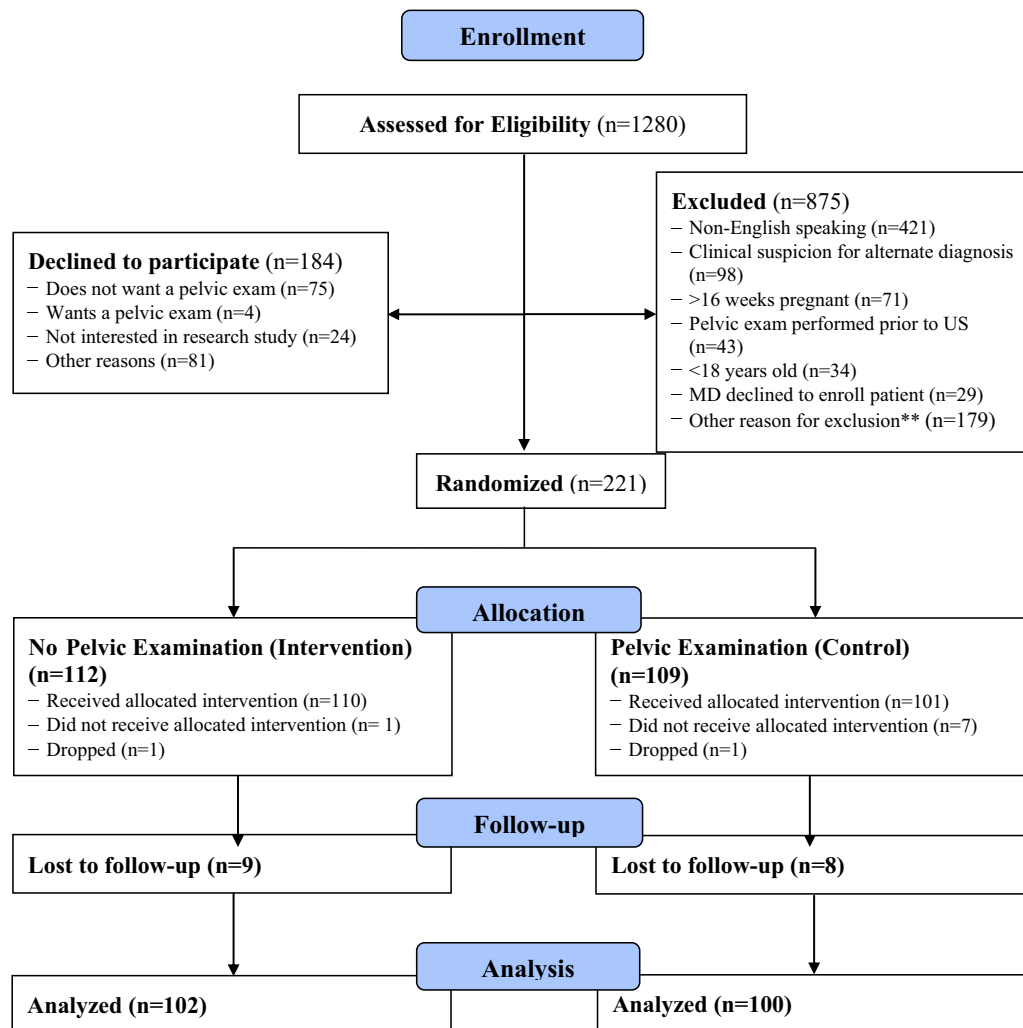 Enrollment
Assessed for Eligibility (n=1280)
Declined to participate (n=184)
– Does not want a pelvic exam (n=75)
– Wants a pelvic exam (n=4)
– Not interested in research study (n=24)
– Other reasons (n=81)
Excluded (n=875)
– Non-English speaking (n=421)
– Clinical suspicion for alternate diagnosis
(n=98)
– >16 weeks pregnant (n=71)
– Pelvic exam performed prior to US
(n=43)
– <18 years old (n=34)
– MD declined to enroll patient (n=29)
– Other reason for exclusion** (n=179)
Randomized (n=221)
Allocation
No Pelvic Examination (Intervention)
(n=112)
– Received allocated intervention (n=110)
– Did not receive allocated intervention (n= 1)
– Dropped (n=1)
Pelvic Examination (Control)
(n=109)
– Received allocated intervention (n=101)
– Did not receive allocated intervention (n=7)
– Dropped (n=1)
Follow-up
Lost to follow-up (n=9)
Lost to follow-up (n=8)
Analysis
Analyzed (n=102)
Analyzed (n=100)